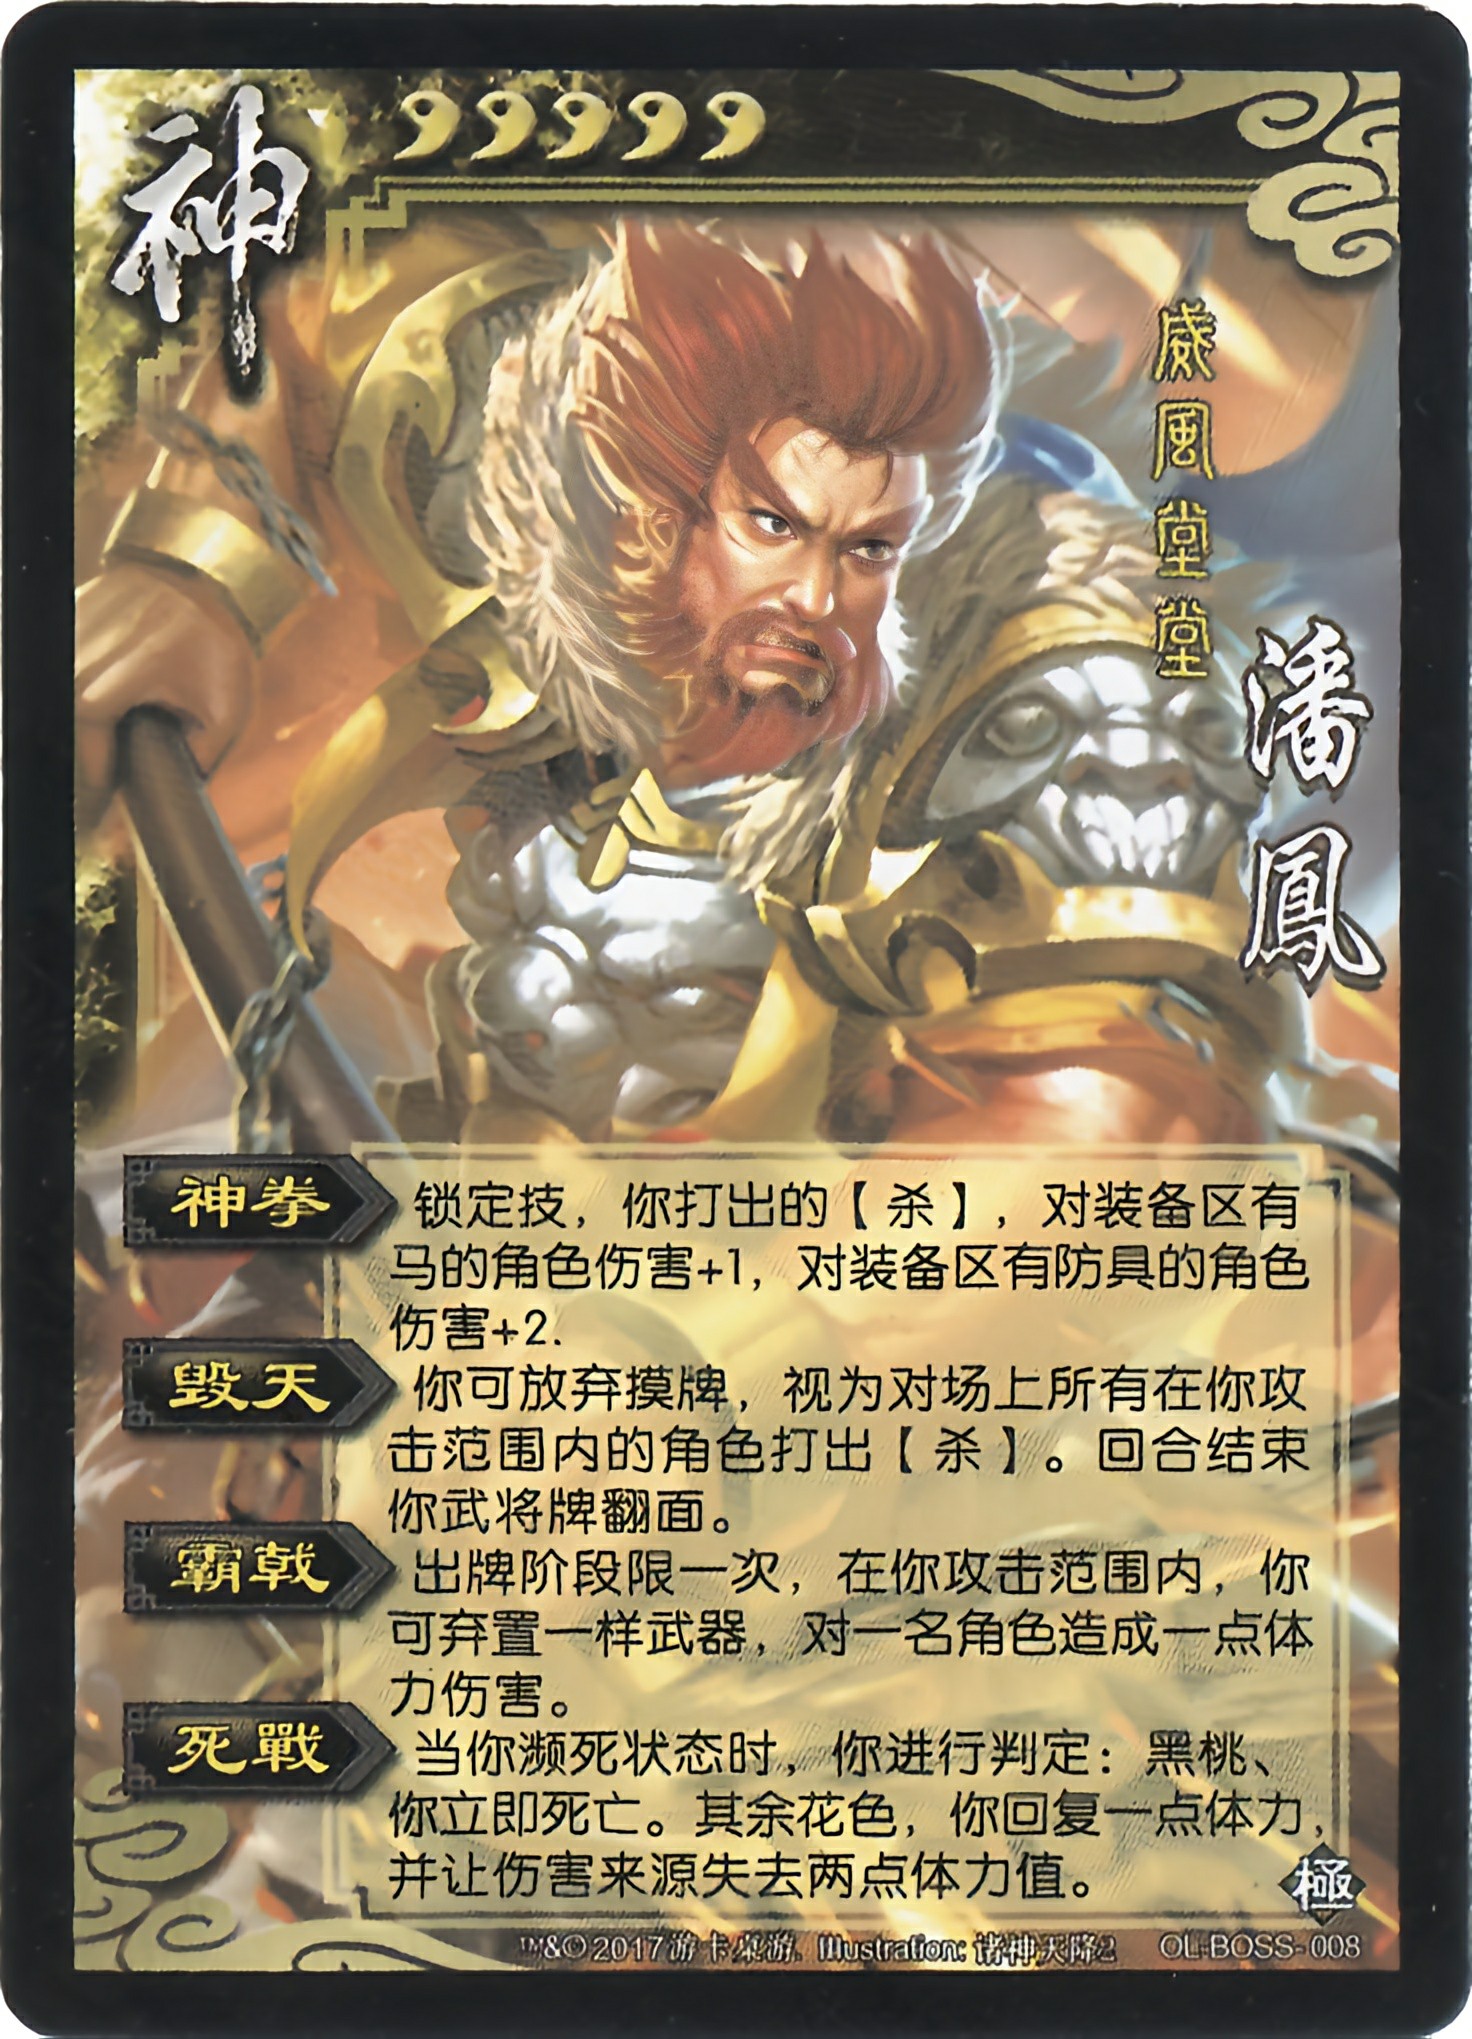 神
威風堂堂
潘鳳
神拳
锁定技，你打出的【杀】，对装备区有
马的角色伤害+1，对装备区有防具的角色
伤害+2.
毁天
你可放弃摸牌，视为对场上所有在你攻
击范围内的角色打出【杀】。回合结束
你武将牌翻面。
霸戟
出牌阶段限一次，在你攻击范围内，你
可弃置一样武器，对一名角色造成一点体
力伤害。
死戰
当你濒死状态时，你进行判定：黑桃、
你立即死亡。其余花色，你回复一点体力，
并让伤害来源失去两点体力值。
極
™&©2017游卡桌游. Illustration: 诸神天降2 OL-BOSS-008